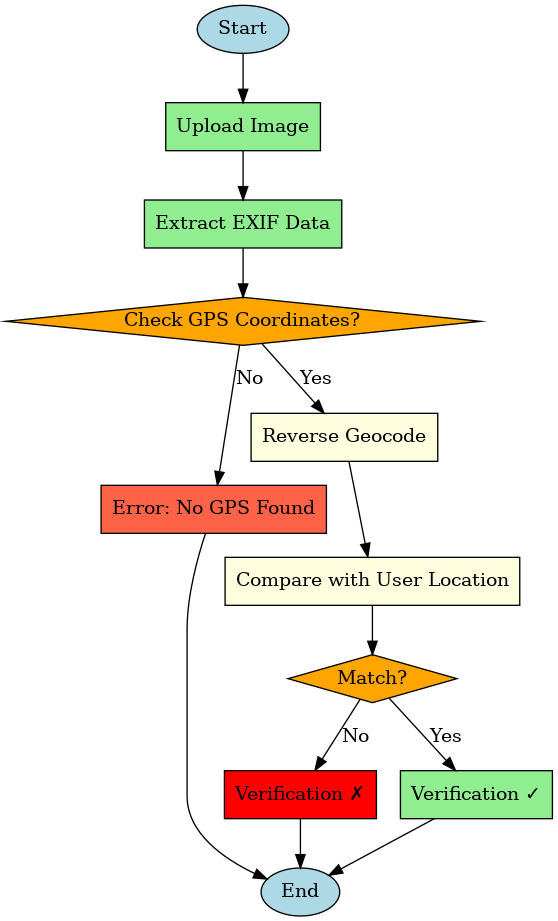 Start
Upload Image
Extract EXIF Data
Check GPS Coordinates?
No
Yes
Reverse Geocode
Error: No GPS Found
Compare with User Location
Match?
No
Yes
Verification ✗
Verification ✓
End